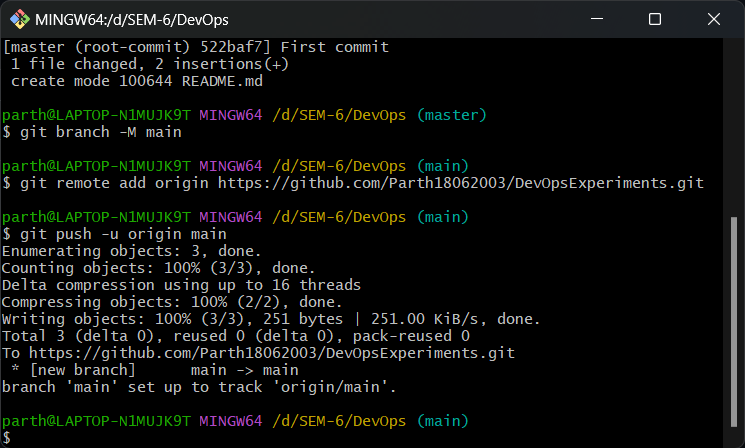 MINGW64:/d/SEM-6/DevOps
[master (root-commit) 522baf7] First commit
 1 file changed, 2 insertions(+)
 create mode 100644 README.md
parth@LAPTOP-N1MUJK9T MINGW64 /d/SEM-6/DevOps (master)
$ git branch -M main
parth@LAPTOP-N1MUJK9T MINGW64 /d/SEM-6/DevOps (main)
$ git remote add origin https://github.com/Parth18062003/DevOpsExperiments.git
parth@LAPTOP-N1MUJK9T MINGW64 /d/SEM-6/DevOps (main)
$ git push -u origin main
Enumerating objects: 3, done.
Counting objects: 100% (3/3), done.
Delta compression using up to 16 threads
Compressing objects: 100% (2/2), done.
Writing objects: 100% (3/3), 251 bytes | 251.00 KiB/s, done.
Total 3 (delta 0), reused 0 (delta 0), pack-reused 0
To https://github.com/Parth18062003/DevOpsExperiments.git
 * [new branch]      main -> main
branch 'main' set up to track 'origin/main'.
parth@LAPTOP-N1MUJK9T MINGW64 /d/SEM-6/DevOps (main)
$